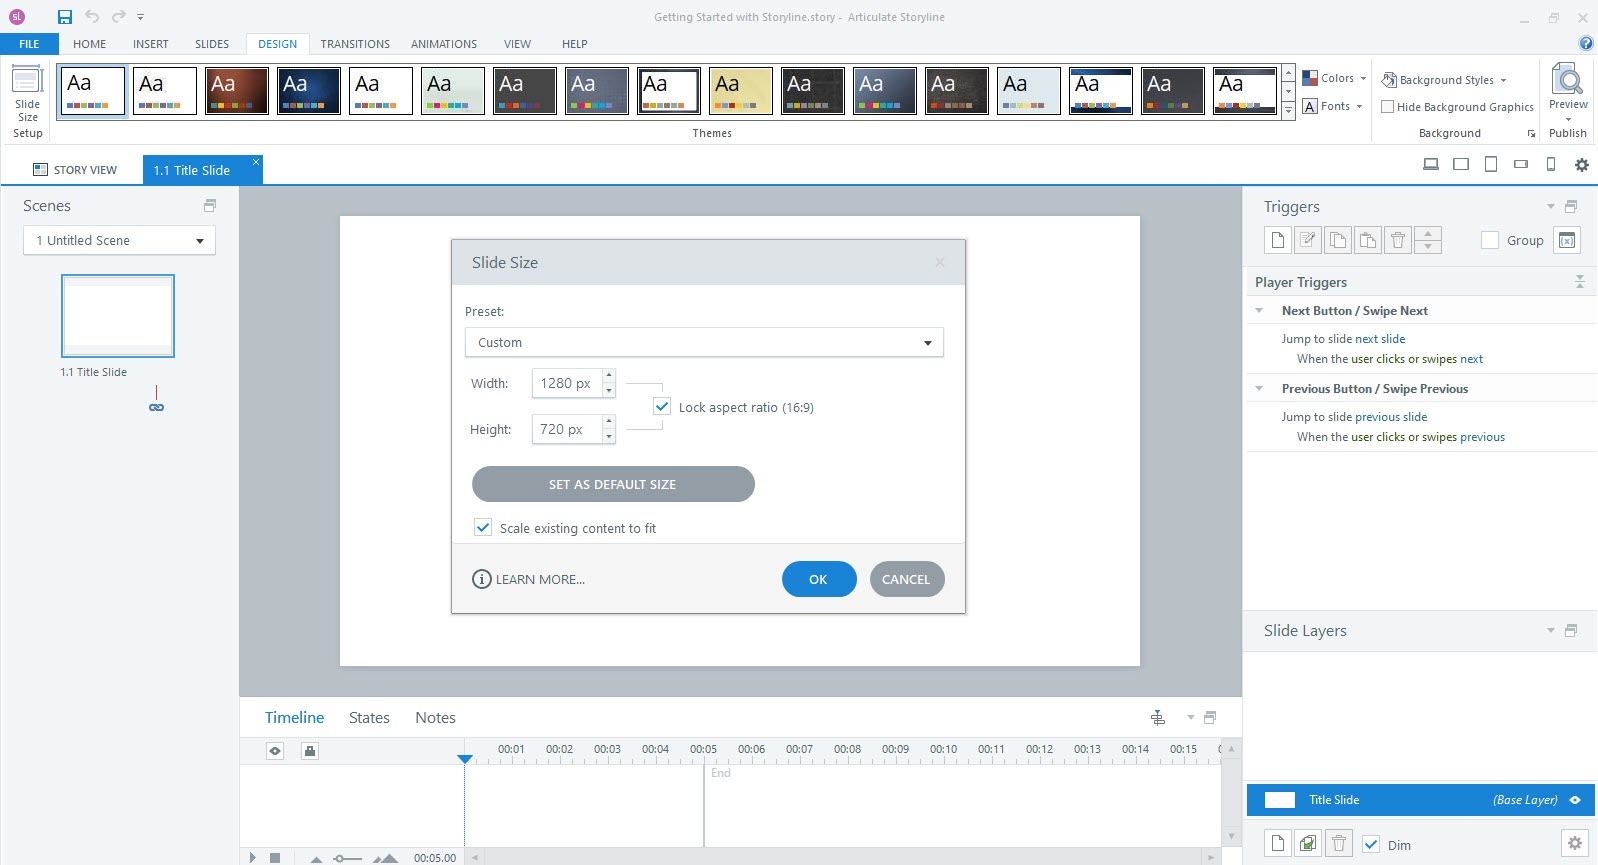 sl
Getting Started with Storyline.story - Articulate Storyline
FILE HOME INSERT SLIDES DESIGN TRANSITIONS ANIMATIONS VIEW HELP
Slide
Size
Setup
Aa Aa Aa Aa Aa Aa Aa Aa Aa Aa Aa Aa Aa Aa Aa Aa Aa
Themes
Colors
A Fonts
Background Styles
Hide Background Graphics
Background
Preview
Publish
STORY VIEW
1.1 Title Slide
Scenes
1 Untitled Scene
1.1 Title Slide
Slide Size
Preset:
Custom
Width: 1280 px
Lock aspect ratio (16:9)
Height: 720 px
SET AS DEFAULT SIZE
Scale existing content to fit
LEARN MORE...
OK
CANCEL
Triggers
Group
(x)
Player Triggers
Next Button / Swipe Next
Jump to slide next slide
When the user clicks or swipes next
Previous Button / Swipe Previous
Jump to slide previous slide
When the user clicks or swipes previous
Slide Layers
Title Slide (Base Layer)
Dim
Timeline States Notes
00:01 00:02 00:03 00:04 00:05 00:06 00:07 00:08 00:09 00:10 00:11 00:12 00:13 00:14 00:15
End
00:05.00